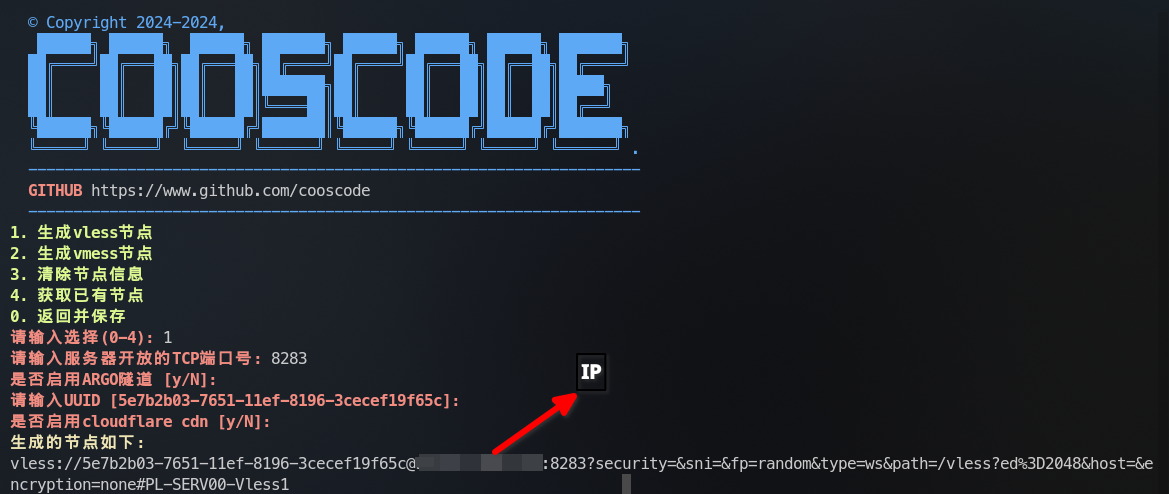 © Copyright 2024-2024,
COOSCODE
.
GITHUB https://www.github.com/cooscode
1. 生成vless节点
2. 生成vmess节点
3. 清除节点信息
4. 获取已有节点
0. 返回并保存
请输入选择(0-4): 1
请输入服务器开放的TCP端口号: 8283
是否启用ARGO隧道 [y/N]:
IP
请输入UUID [5e7b2b03-7651-11ef-8196-3cecef19f65c]:
是否启用cloudflare cdn [y/N]:
生成的节点如下:
vless://5e7b2b03-7651-11ef-8196-3cecef19f65c@ :8283?security=&sni=&fp=random&type=ws&path=/vless?ed%3D2048&host=&e
ncryption=none#PL-SERV00-Vless1